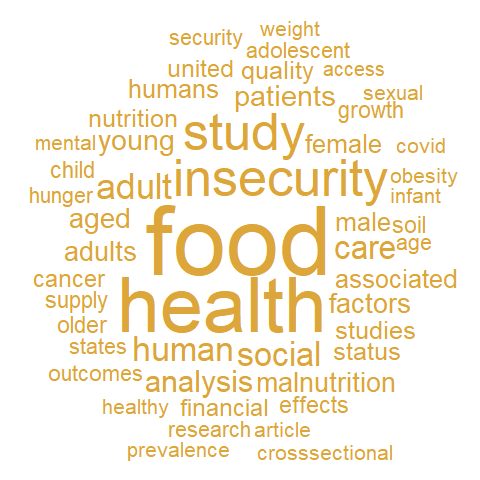 weight
security
adolescent
united quality access
humans patients sexual
growth
nutrition study female covid
mental young
child adult insecurity obesity
hunger infant
aged food male soil
adults care age
cancer health associated
supply factors
older studies
states human social status
outcomes analysis malnutrition
healthy financial effects
research article
prevalence crosssectional